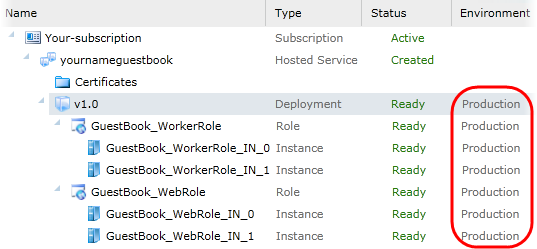 Name Type Status Environment
Your-subscription Subscription Active
yournameguestbook Hosted Service Created
Certificates
v1.0 Deployment Ready Production
GuestBook_WorkerRole Role Ready Production
GuestBook_WorkerRole_IN_0 Instance Ready Production
GuestBook_WorkerRole_IN_1 Instance Ready Production
GuestBook_WebRole Role Ready Production
GuestBook_WebRole_IN_0 Instance Ready Production
GuestBook_WebRole_IN_1 Instance Ready Production